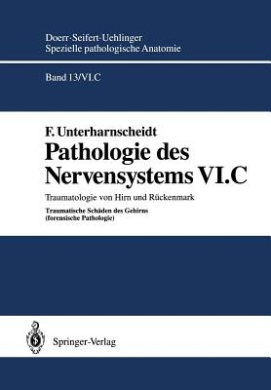 Doerr-Seifert-Uehlinger
Spezielle pathologische Anatomie
Band 13/VI.C
F. Unterharnscheidt
Pathologie des
Nervensystems VI.C
Traumatologie von Hirn und Rückenmark
Traumatische Schäden des Gehirns
(forensische Pathologie)
Springer-Verlag